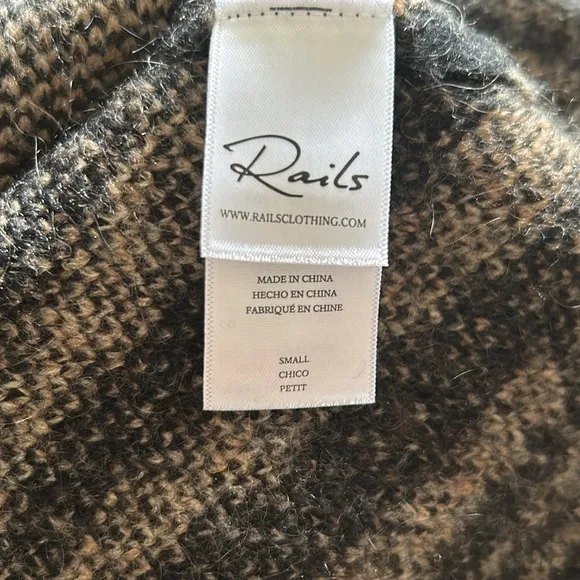 Rails
WWW.RAILSCLOTHING.COM
MADE IN CHINA
HECHO EN CHINA
FABRIQUÉ EN CHINE
SMALL
CHICO
PETIT